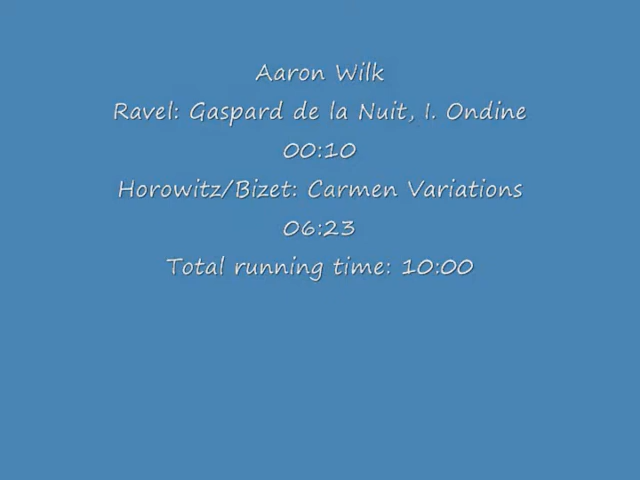 Aaron Wilk
Ravel: Gaspard de la Nuit, I. Ondine
00:10
Horowitz/Bizet: Carmen Variations
06:23
Total running time: 10:00